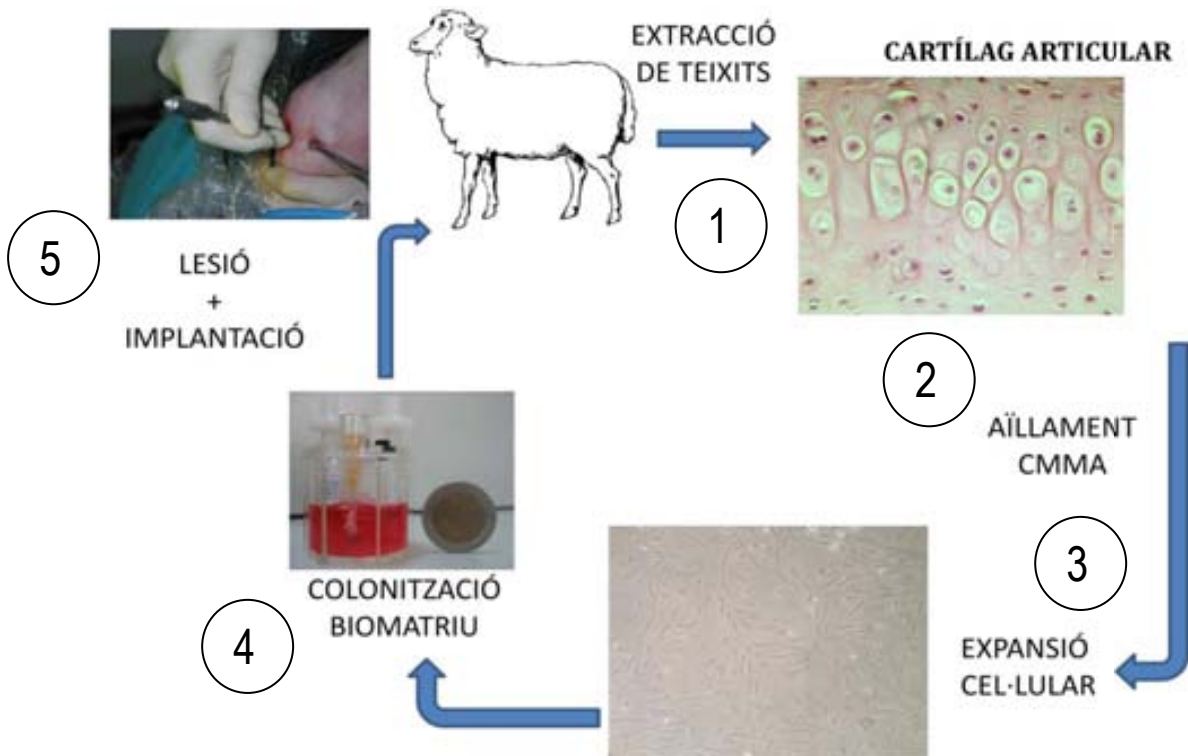 EXTRACCIÓ
DE TEIXITS
1
CARTÍLAG ARTICULAR
2
AÏLLAMENT
CMMA
3
EXPANSIÓ
CEL·LULAR
4
COLONITZACIÓ
BIOMATRIU
5
LESIÓ
+
IMPLANTACIÓ